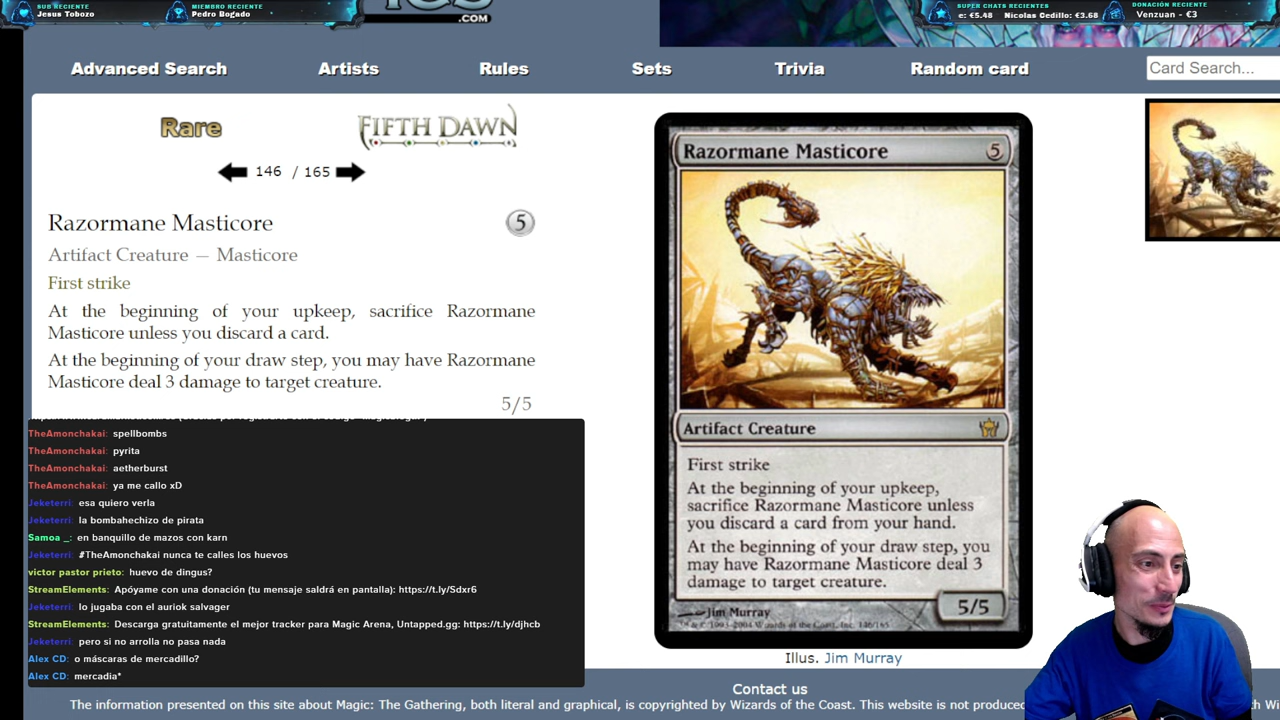 SUB RECIENTE
Jesus Tobozo
MIEMBRO RECIENTE
Pedro Bogado
.COM
SUPER CHATS RECIENTES
e: €5.48 Nicolas Cedillo: €3.68
DONACIÓN RECIENTE
Venzuan - €3
Advanced Search Artists Rules Sets Trivia Random card Card Search...
Rare FIFTH DAWN
146 / 165
Razormane Masticore 5
Artifact Creature — Masticore
First strike
At the beginning of your upkeep, sacrifice Razormane
Masticore unless you discard a card.
At the beginning of your draw step, you may have Razormane
Masticore deal 3 damage to target creature.
5/5
TheAmonchakai: spellbombs
TheAmonchakai: pyrita
TheAmonchakai: aetherburst
TheAmonchakai: ya me callo xD
Jeketerri: esa quiero verla
Jeketerri: la bombahechizo de pirata
Samoa _: en banquillo de mazos con karn
Jeketerri: #TheAmonchakai nunca te calles los huevos
victor pastor prieto: huevo de dingus?
StreamElements: Apóyame con una donación (tu mensaje saldrá en pantalla): https://t.ly/Sdxr6
Jeketerri: lo jugaba con el auriok salvager
StreamElements: Descarga gratuitamente el mejor tracker para Magic Arena, Untapped.gg: https://t.ly/djhcb
Jeketerri: pero si no arrolla no pasa nada
Alex CD: o máscaras de mercadillo?
Alex CD: mercadia*
Razormane Masticore 5
Artifact Creature
First strike
At the beginning of your upkeep,
sacrifice Razormane Masticore unless
you discard a card from your hand.
At the beginning of your draw step, you
may have Razormane Masticore deal 3
damage to target creature.
Jim Murray
5/5
Illus. Jim Murray
Contact us
The information presented on this site about Magic: The Gathering, both literal and graphical, is copyrighted by Wizards of the Coast. This website is not produced